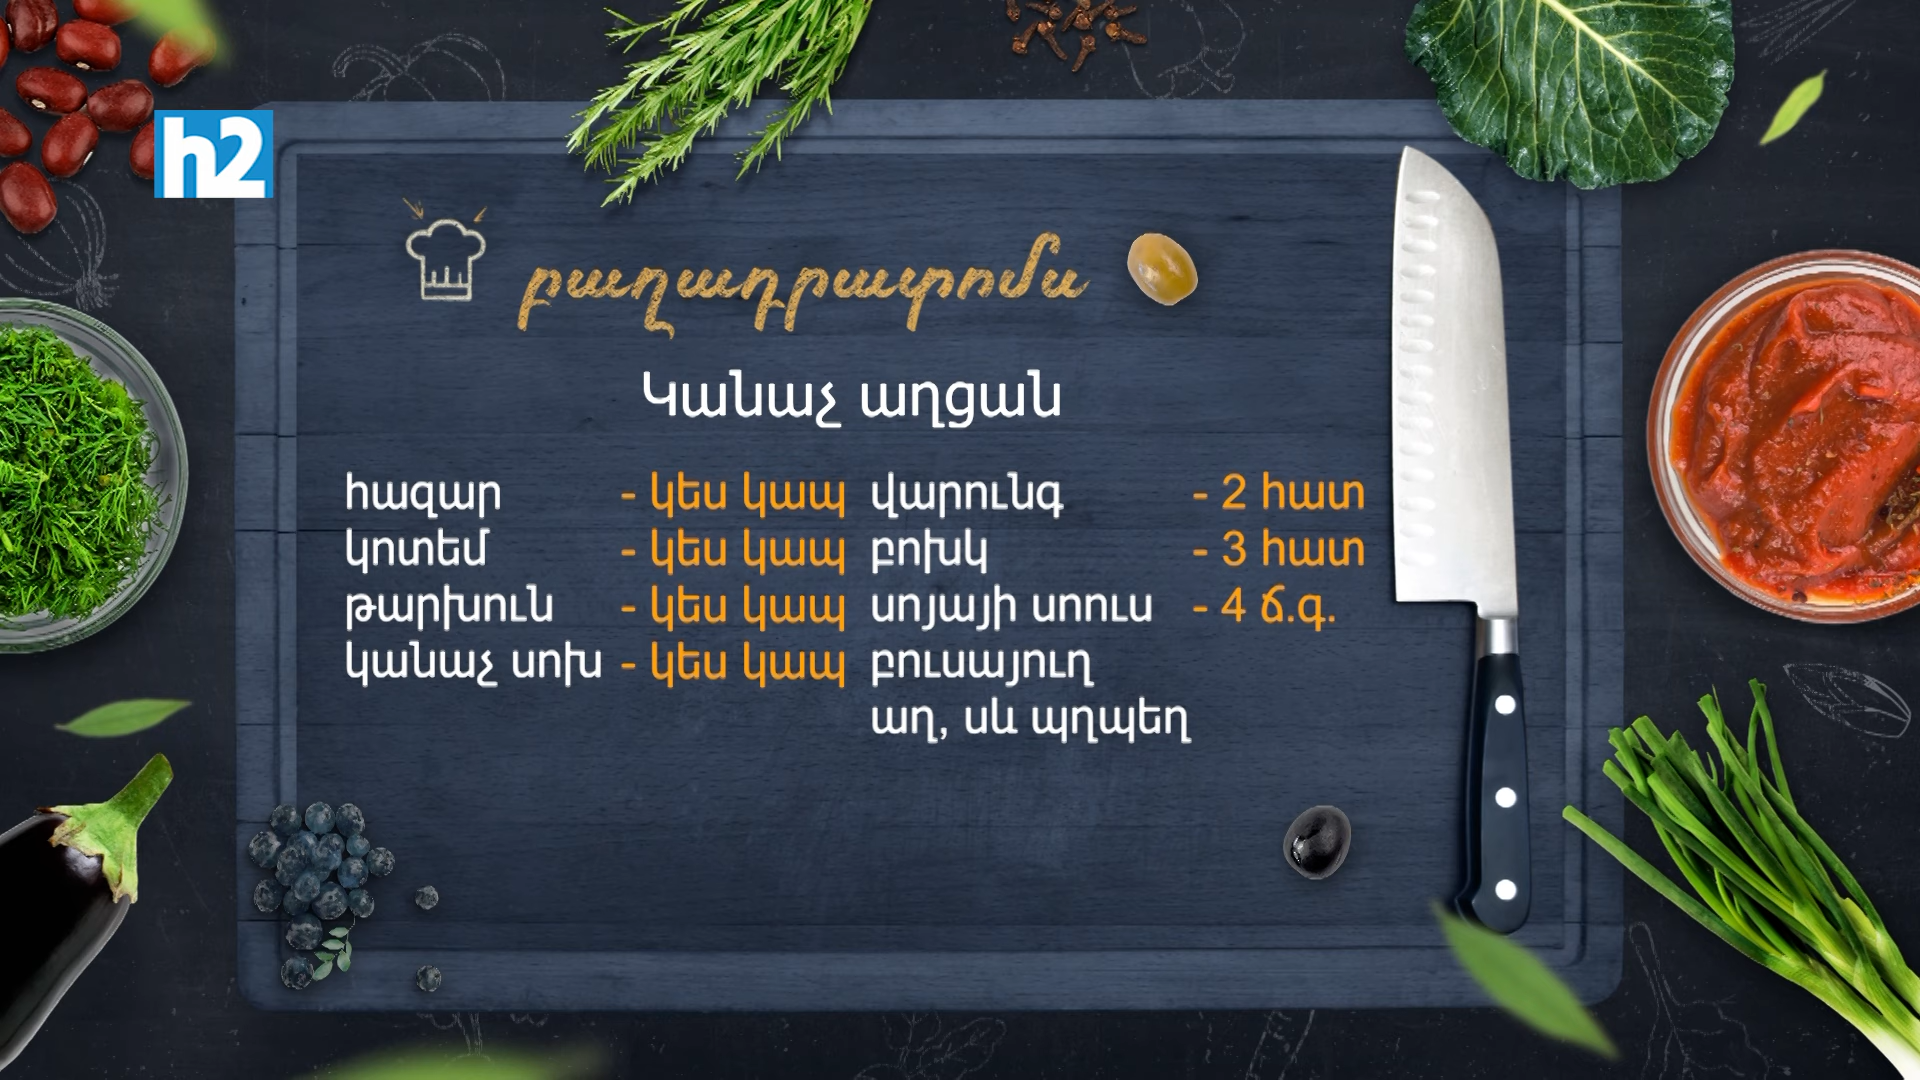 h2
բաղադրատոմս
Կանաչ աղցան
հազար - կես կապ
կոտեմ - կես կապ
թարխուն - կես կապ
կանաչ սոխ - կես կապ
վարունգ - 2 հատ
բոխկ - 3 հատ
սոյայի սոուս - 4 ճ.գ.
բուսայուղ
աղ, սև պղպեղ